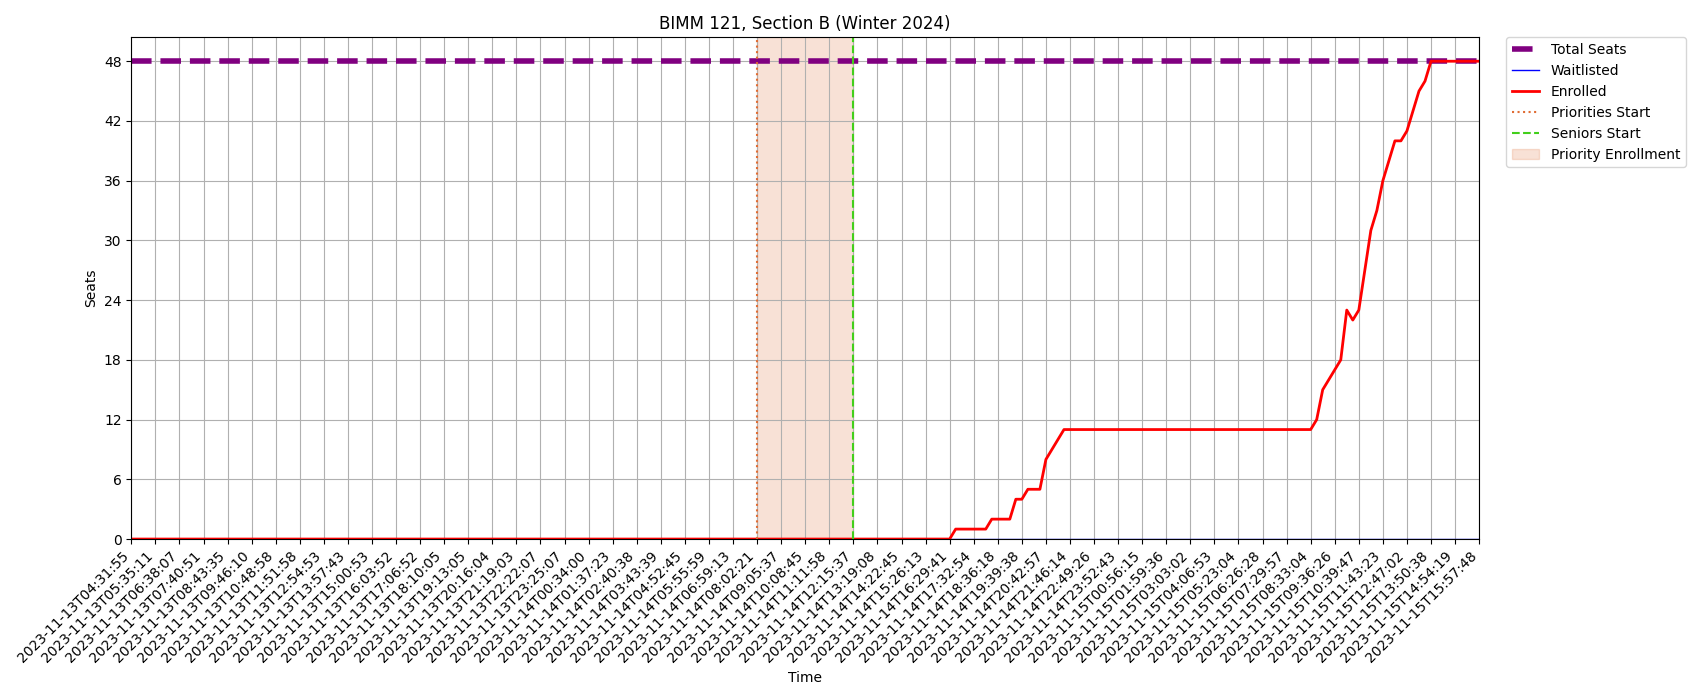 BIMM 121, Section B (Winter 2024)
Total Seats
Waitlisted
Enrolled
Priorities Start
Seniors Start
Priority Enrollment
Seats
48
42
36
30
24
18
12
6
0
2023-11-13T04:31:55
2023-11-13T05:35:11
2023-11-13T06:38:07
2023-11-13T07:40:51
2023-11-13T08:43:35
2023-11-13T09:46:10
2023-11-13T10:48:58
2023-11-13T11:51:58
2023-11-13T12:54:53
2023-11-13T13:57:43
2023-11-13T15:00:53
2023-11-13T16:03:52
2023-11-13T17:06:52
2023-11-13T18:10:05
2023-11-13T19:13:05
2023-11-13T20:16:04
2023-11-13T21:19:03
2023-11-13T22:22:07
2023-11-13T23:25:07
2023-11-14T00:34:00
2023-11-14T01:37:23
2023-11-14T02:40:38
2023-11-14T03:43:39
2023-11-14T04:52:45
2023-11-14T05:55:59
2023-11-14T06:59:13
2023-11-14T08:02:21
2023-11-14T09:05:37
2023-11-14T10:08:45
2023-11-14T11:11:58
2023-11-14T12:15:37
2023-11-14T13:19:08
2023-11-14T14:22:45
2023-11-14T15:26:13
2023-11-14T16:29:41
2023-11-14T17:32:54
2023-11-14T18:36:18
2023-11-14T19:39:38
2023-11-14T20:42:57
2023-11-14T21:46:14
2023-11-14T22:49:26
2023-11-14T23:52:43
2023-11-15T00:56:15
2023-11-15T01:59:36
2023-11-15T03:03:02
2023-11-15T04:06:53
2023-11-15T05:23:04
2023-11-15T06:26:28
2023-11-15T07:29:57
2023-11-15T08:33:04
2023-11-15T09:36:26
2023-11-15T10:39:47
2023-11-15T11:43:23
2023-11-15T12:47:02
2023-11-15T13:50:38
2023-11-15T14:54:19
2023-11-15T15:57:48
Time